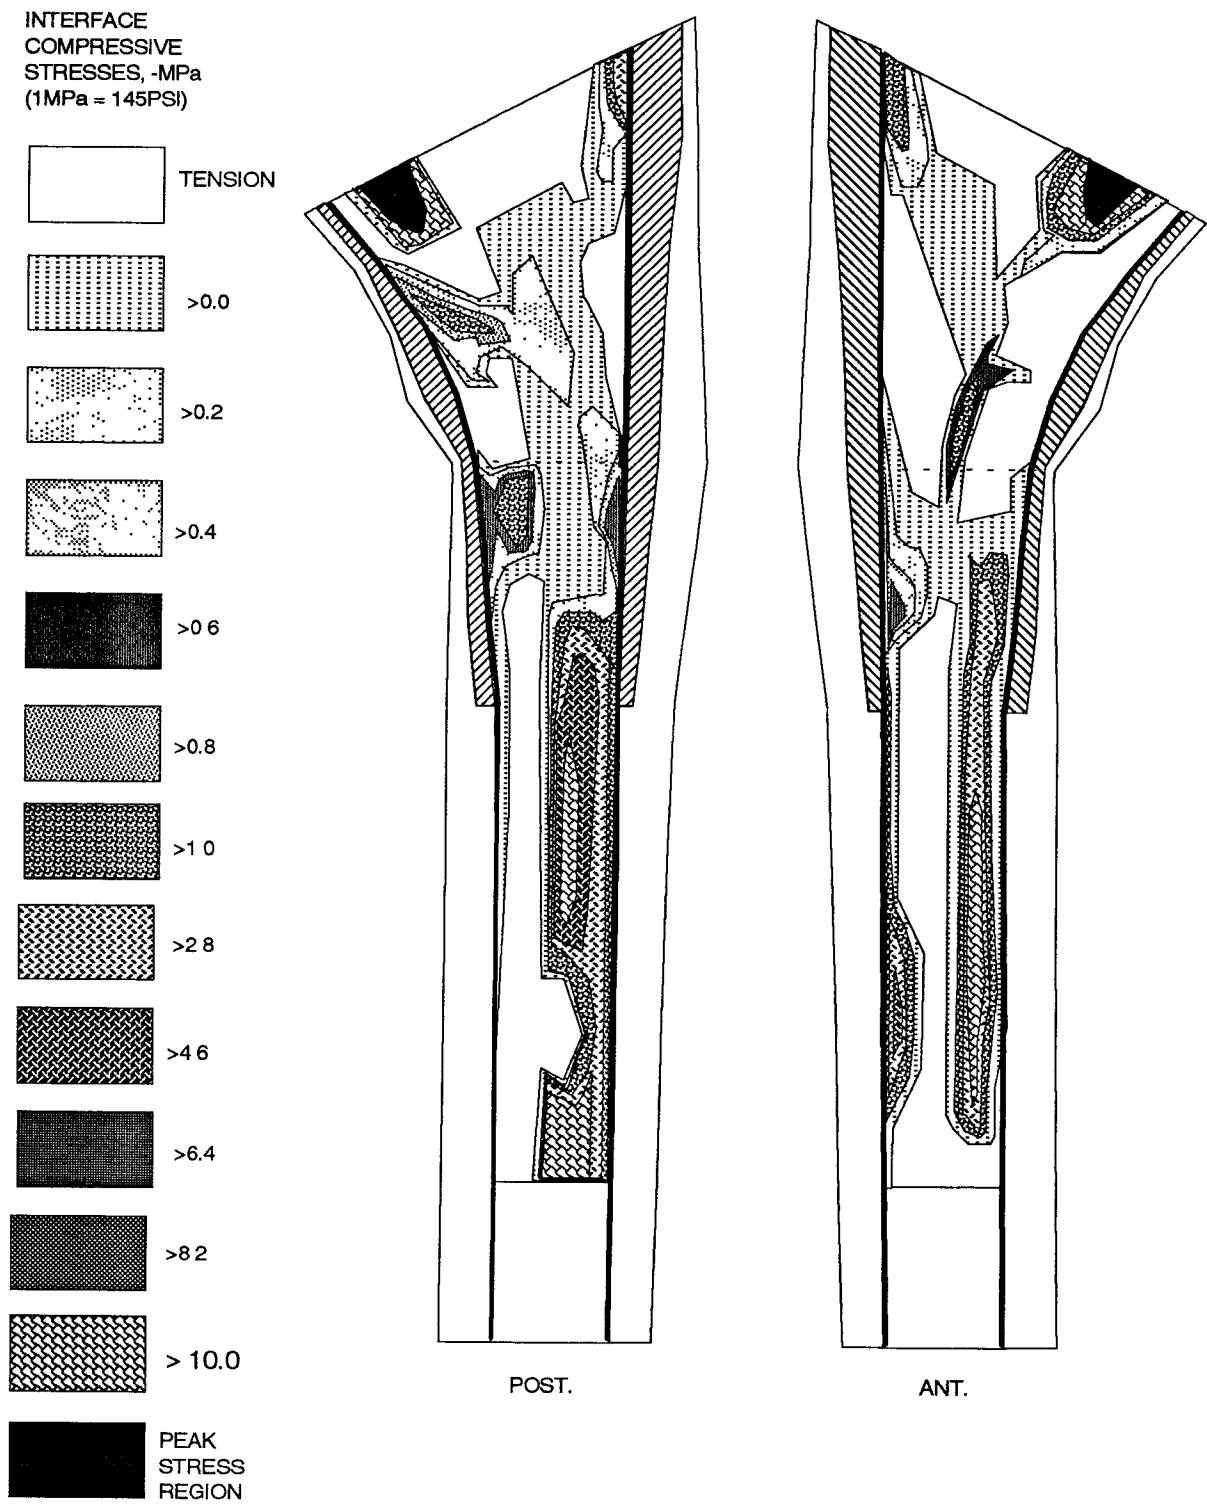 INTERFACE
COMPRESSIVE
STRESSES, -MPa
(1MPa = 145PSI)
TENSION
>0.0
>0.2
>0.4
>0 6
>0.8
>1 0
>2 8
>4 6
>6.4
>8 2
> 10.0
PEAK
STRESS
REGION
POST.
ANT.